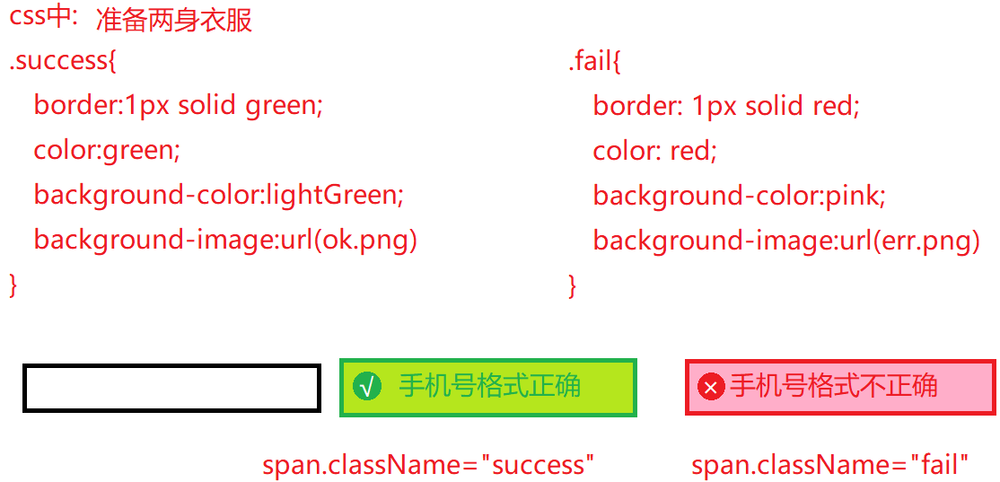 css中: 准备两身衣服
.success{
border:1px solid green;
color:green;
background-color:lightGreen;
background-image:url(ok.png)
}
.fail{
border: 1px solid red;
color: red;
background-color:pink;
background-image:url(err.png)
}
√ 手机号格式正确
× 手机号格式不正确
span.className="success"
span.className="fail"